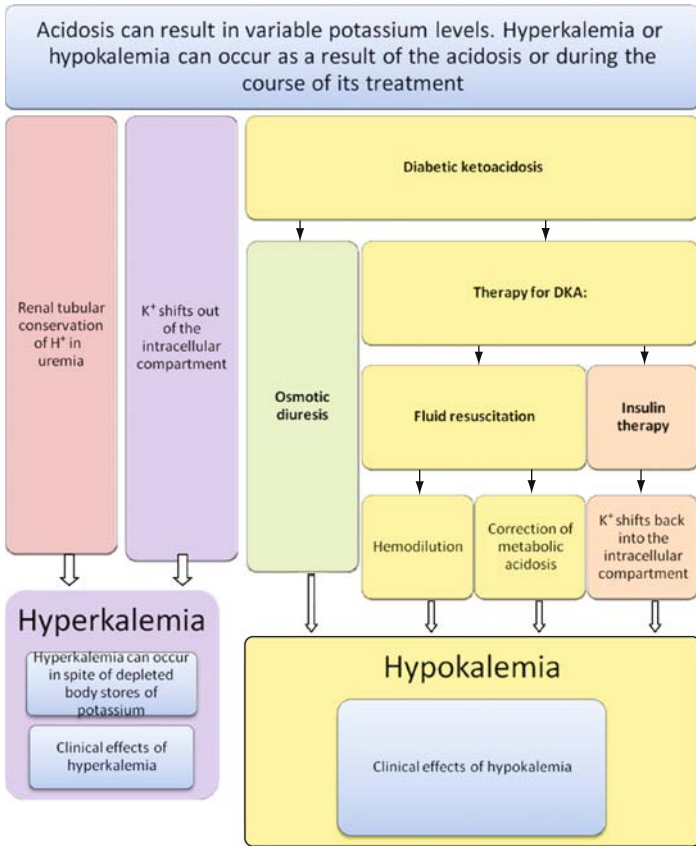 Acidosis can result in variable potassium levels. Hyperkalemia or
hypokalemia can occur as a result of the acidosis or during the
course of its treatment
Renal tubular
conservation
of H⁺ in
uremia
K⁺ shifts out
of the
intracellular
compartment
Diabetic ketoacidosis
Osmotic
diuresis
Therapy for DKA:
Fluid resuscitation
Insulin
therapy
Hemodilution
Correction of
metabolic
acidosis
K⁺ shifts back
into the
intracellular
compartment
Hyperkalemia
Hyperkalemia can occur
in spite of depleted
body stores of
potassium
Clinical effects of
hyperkalemia
Hypokalemia
Clinical effects of hypokalemia